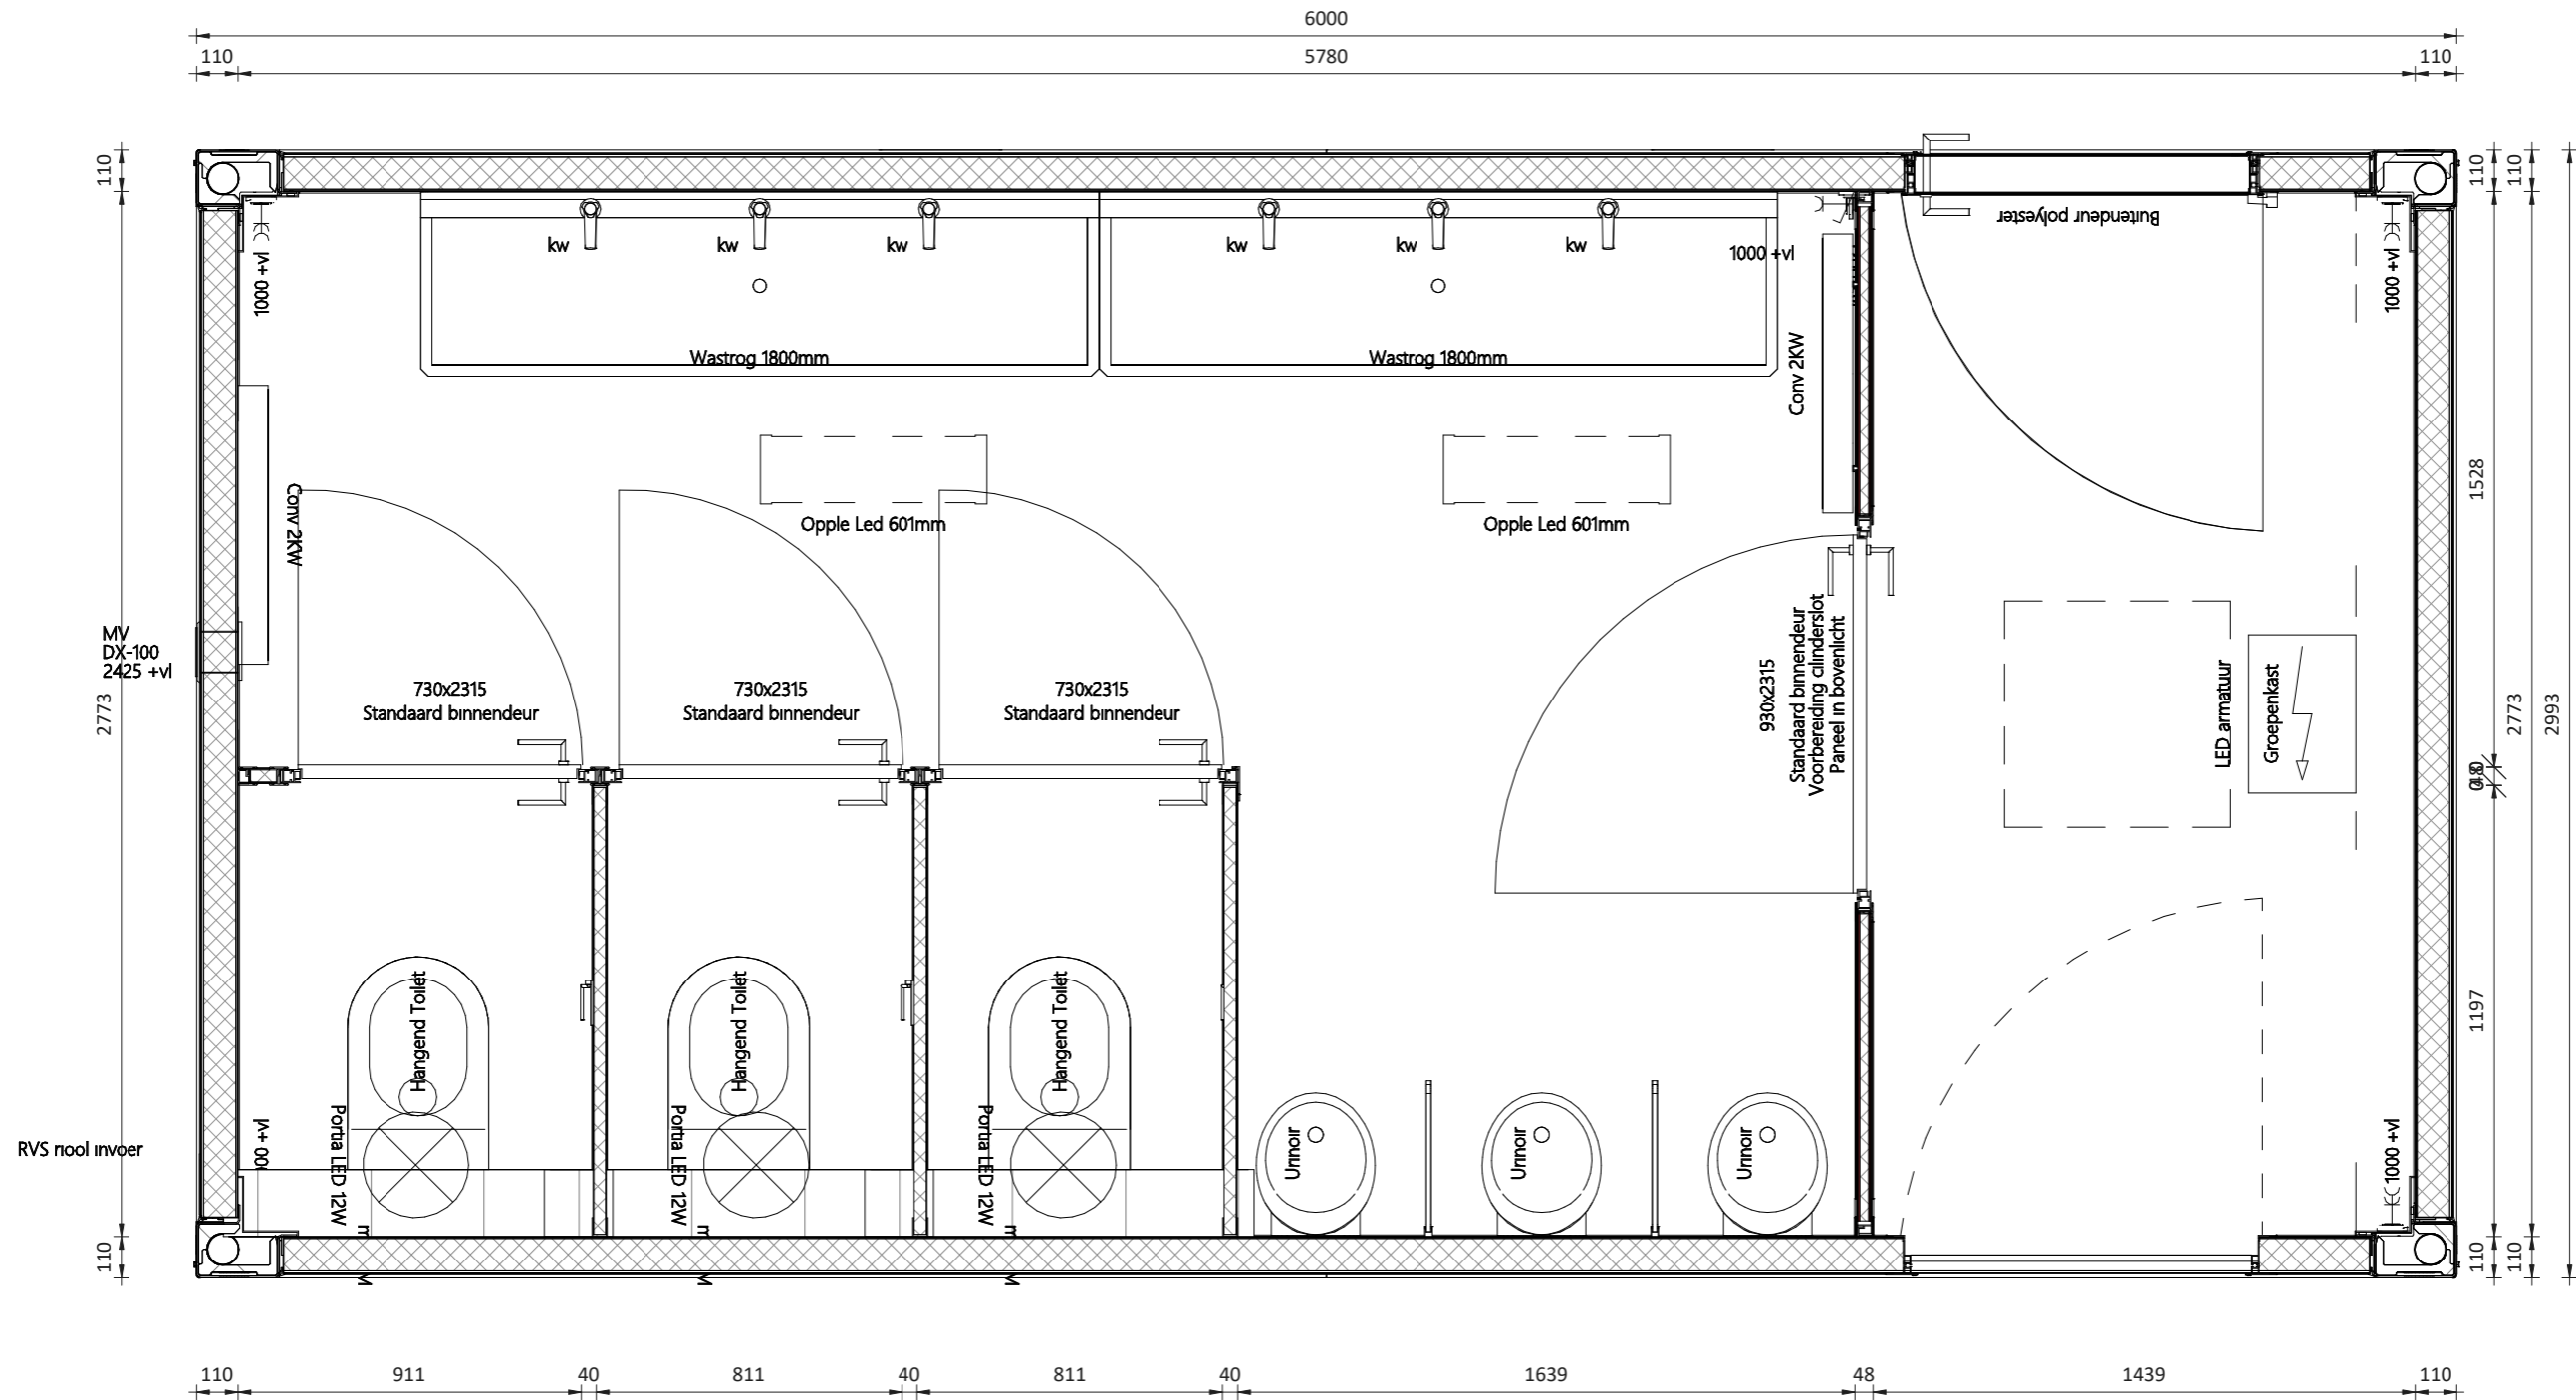 6000
110
5780
110
110
110
110
kw
kw
kw
kw
kw
kw
1000 +vl
1000 +vl
1000 +vl
Buitendeur polyester
Wastrog 1800mm
Wastrog 1800mm
Conv 2KW
Conv 2KW
Opple Led 601mm
Opple Led 601mm
1528
MV
DX-100
2425 +vl
2773
730x2315
Standaard binnendeur
730x2315
Standaard binnendeur
730x2315
Standaard binnendeur
930x2315
Standaard binnendeur
Voorbereiding cilinderslot
Paneel in bovenlicht
LED armatuur
Groepenkast
2773
2993
1197
Hangend Toilet
Hangend Toilet
Hangend Toilet
RVS riool invoer
Portia LED 12W
Portia LED 12W
Portia LED 12W
Urinoir
Urinoir
Urinoir
1000 +vl
110
110
110
110
911
40
811
40
811
40
1639
48
1439
110